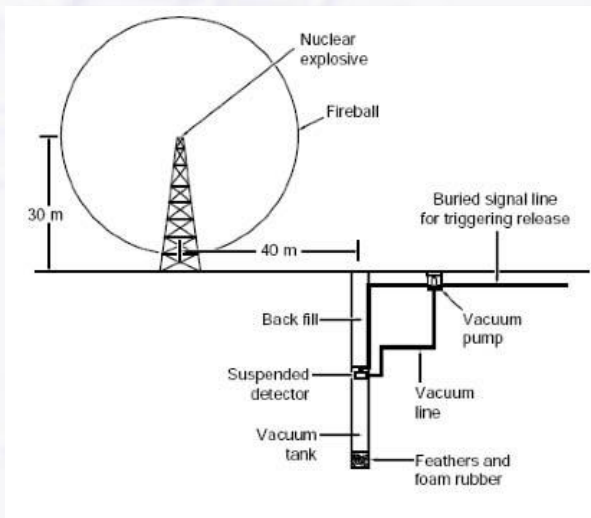 Nuclear
explosive
Fireball
30 m
40 m
Buried signal line
for triggering release
Back fill
Vacuum
pump
Suspended
detector
Vacuum
line
Vacuum
tank
Feathers and
foam rubber